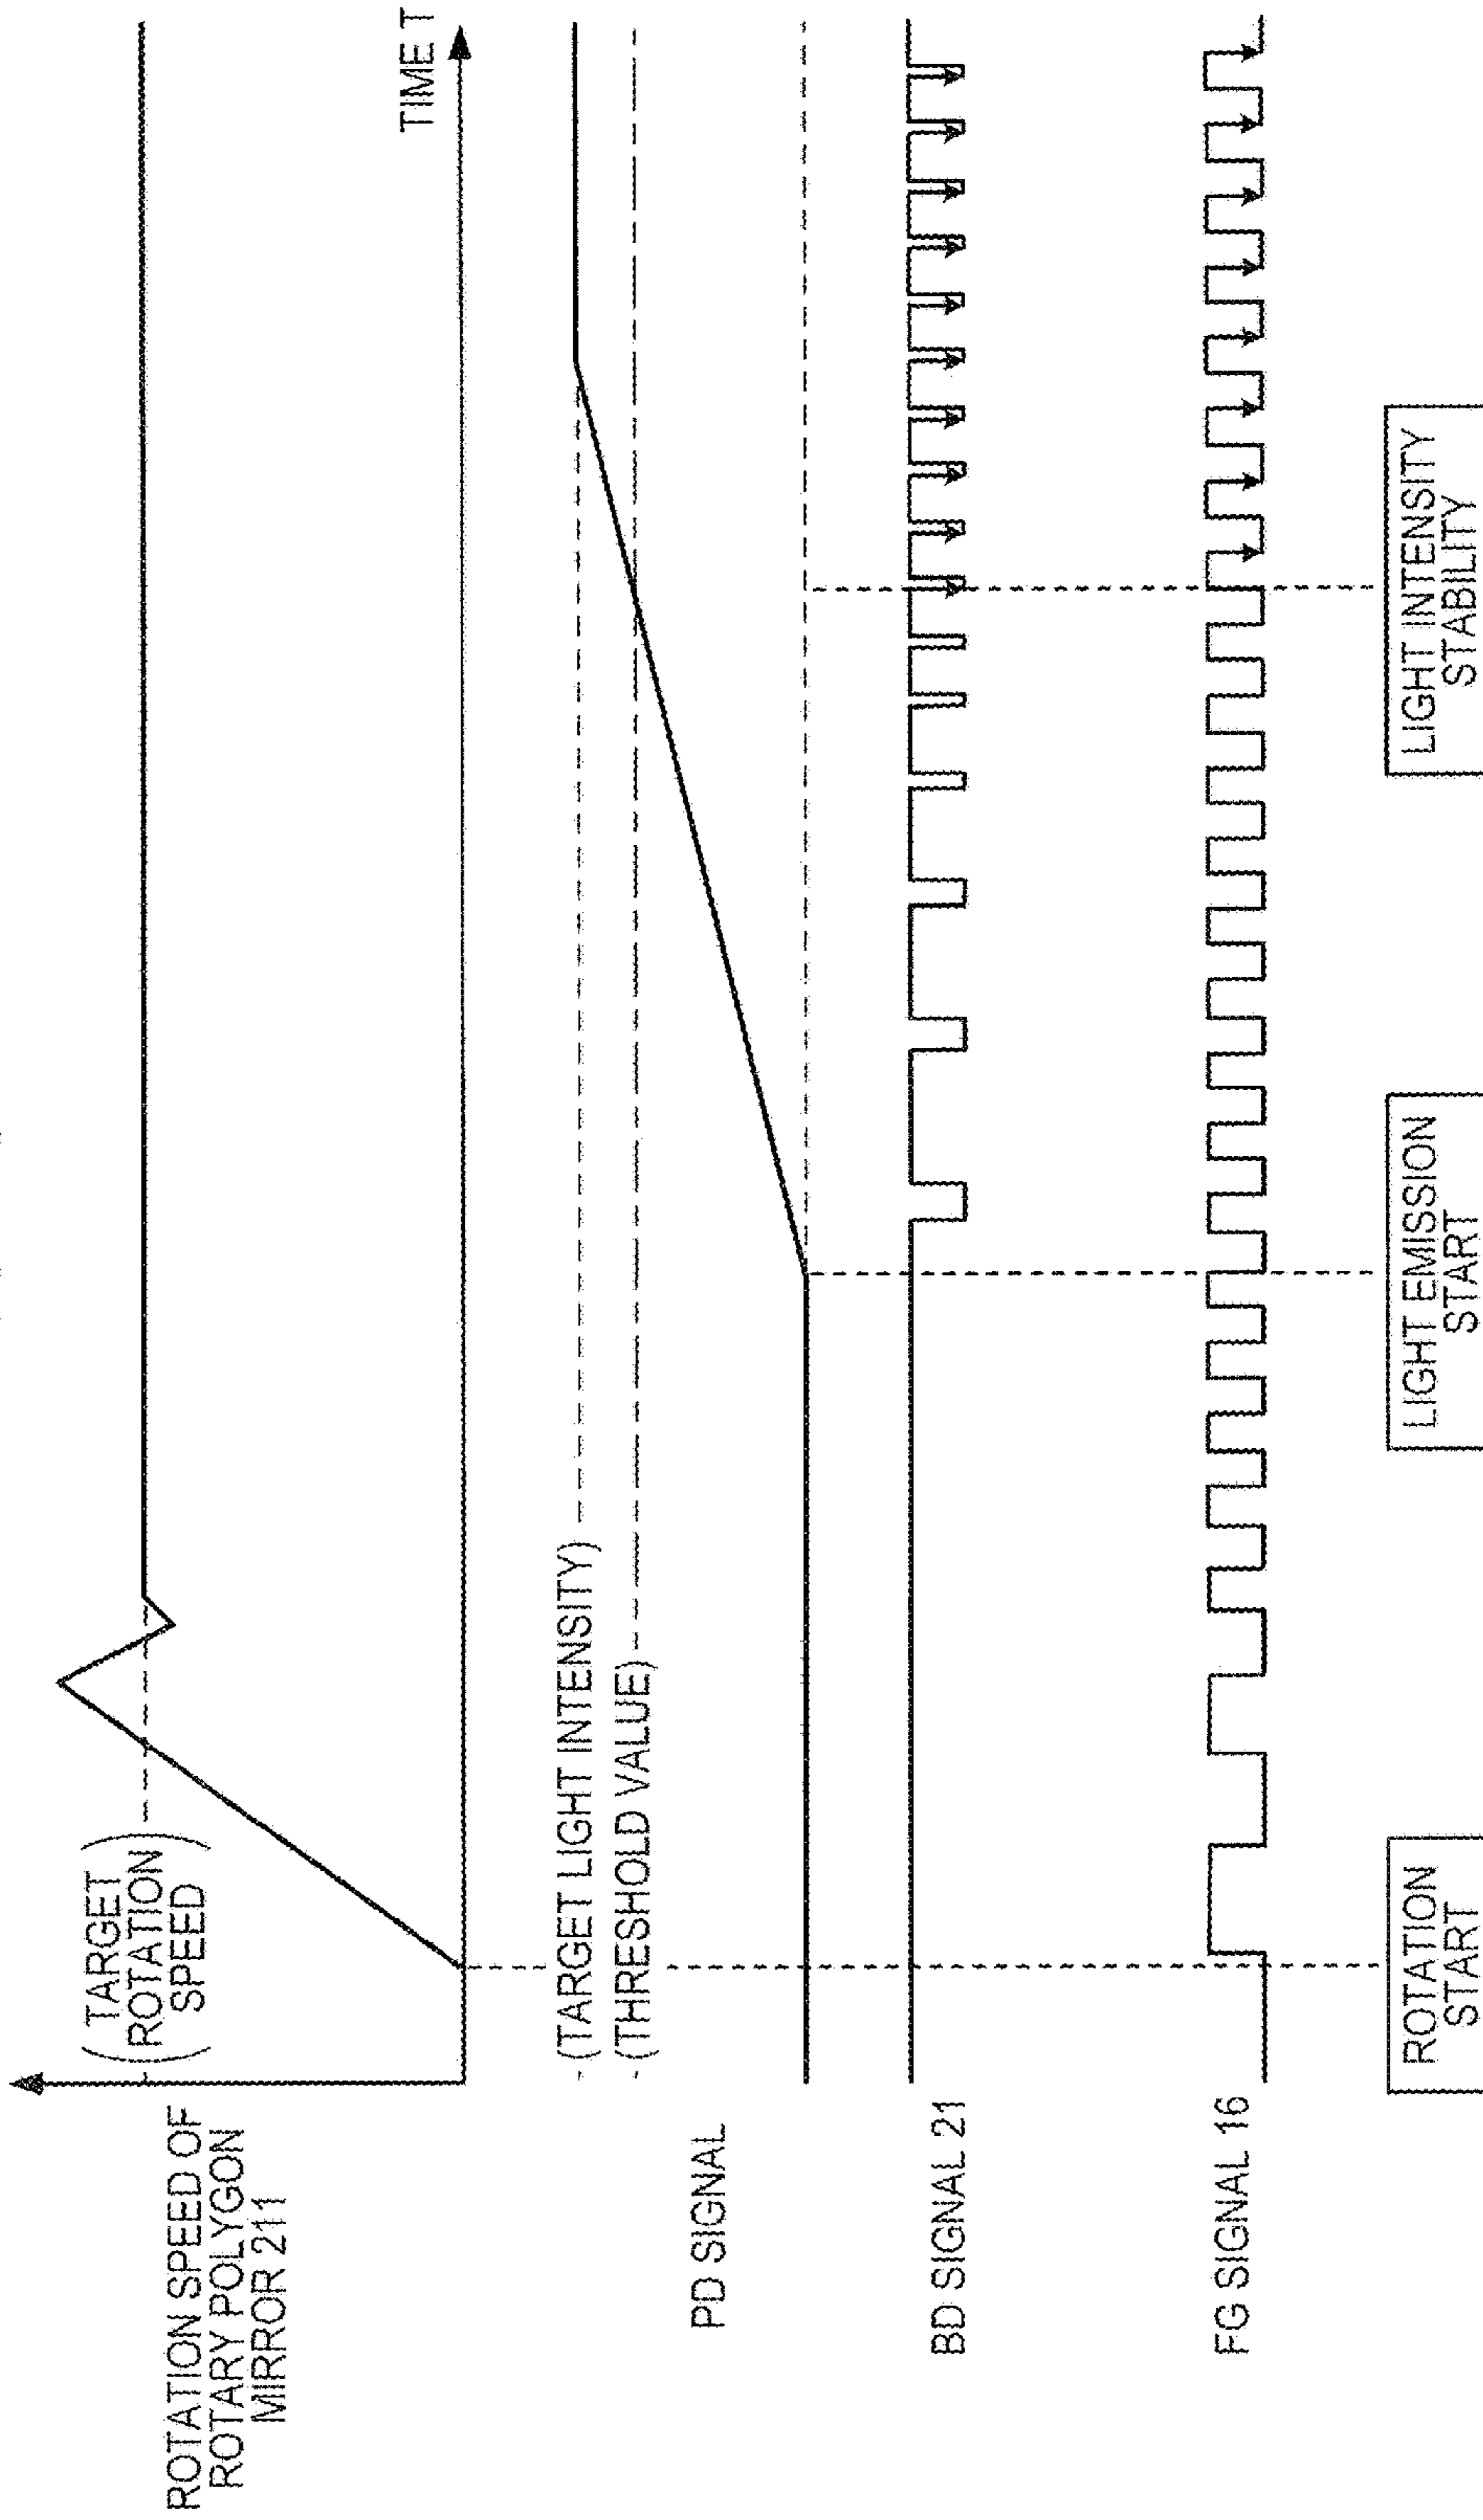 ROTATION SPEED OF
ROTARY POLYGON
MIRROR 211
(TARGET
ROTATION
SPEED)
TIME T
(TARGET LIGHT INTENSITY)
(THRESHOLD VALUE)
PD SIGNAL
BD SIGNAL 21
FG SIGNAL 16
ROTATION
START
LIGHT EMISSION
START
LIGHT INTENSITY
STABILITY